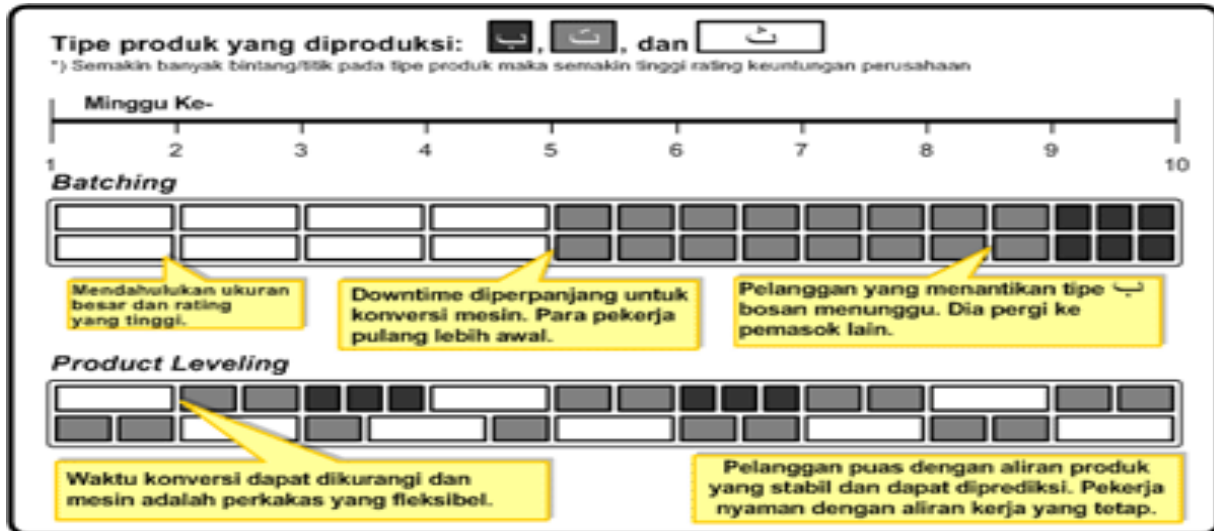 Tipe produk yang diproduksi: ب, ت, dan ث
*) Semakin banyak bintang/titik pada tipe produk maka semakin tinggi rating keuntungan perusahaan
Minggu Ke-
1 2 3 4 5 6 7 8 9 10
Batching
Mendahulukan ukuran
besar dan rating
yang tinggi.
Downtime diperpanjang untuk
konversi mesin. Para pekerja
pulang lebih awal.
Pelanggan yang menantikan tipe ب
bosan menunggu. Dia pergi ke
pemasok lain.
Product Leveling
Waktu konversi dapat dikurangi dan
mesin adalah perkakas yang fleksibel.
Pelanggan puas dengan aliran produk
yang stabil dan dapat diprediksi. Pekerja
nyaman dengan aliran kerja yang tetap.